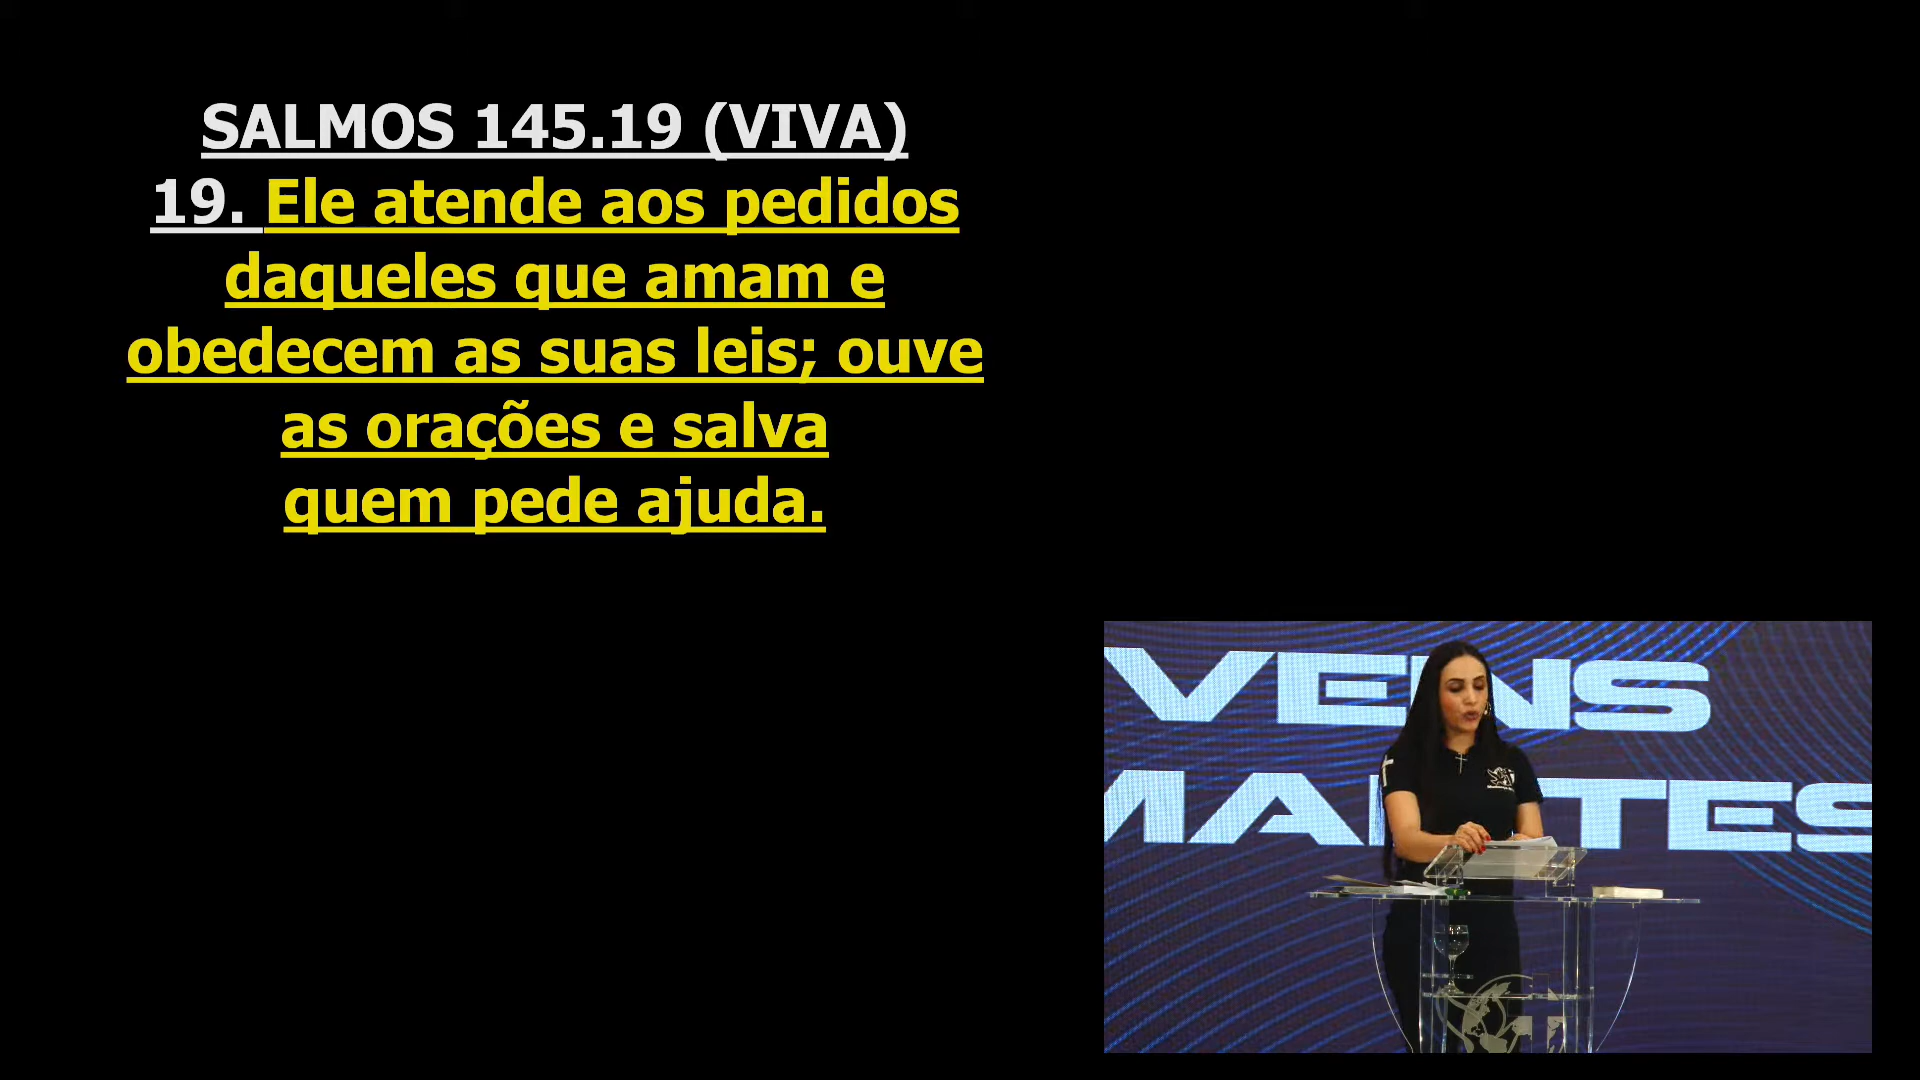 SALMOS 145.19 (VIVA)
19. Ele atende aos pedidos
daqueles que amam e
obedecem as suas leis; ouve
as orações e salva
quem pede ajuda.
VENS